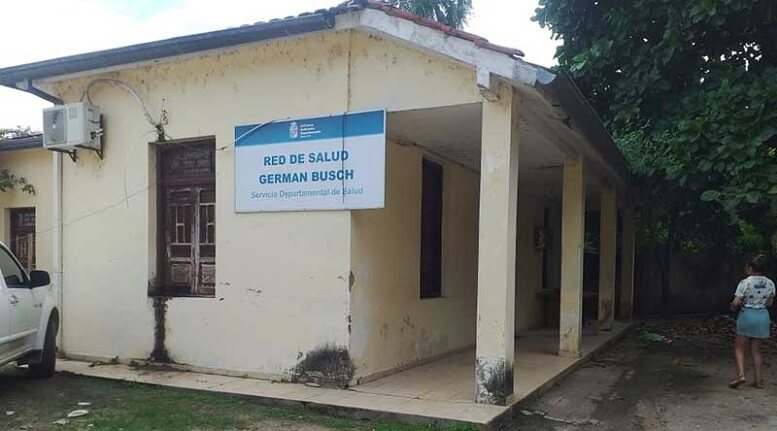 RED DE SALUD
GERMAN BUSCH
Servicio Departamental de Salud